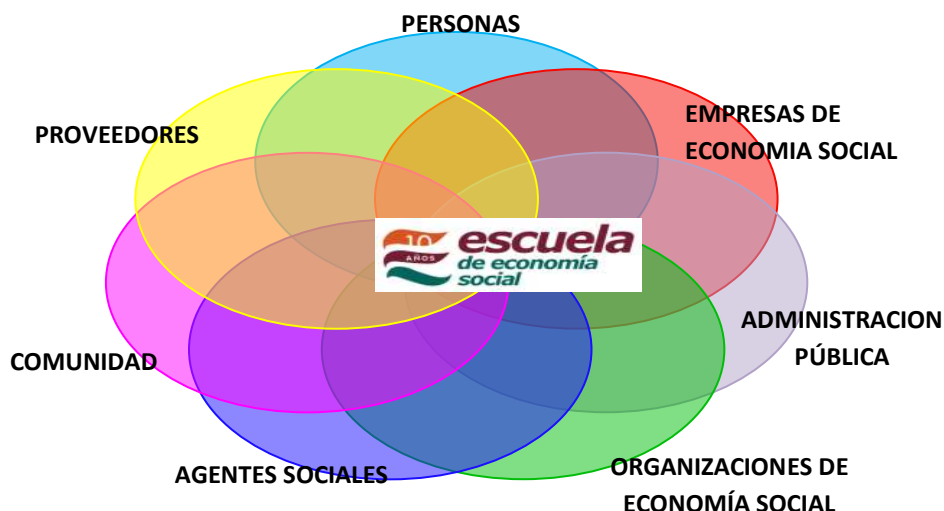 PERSONAS
EMPRESAS DE
ECONOMIA SOCIAL
PROVEEDORES
10
AÑOS
escuela
de economía
social
ADMINISTRACION
PÚBLICA
COMUNIDAD
AGENTES SOCIALES
ORGANIZACIONES DE
ECONOMÍA SOCIAL